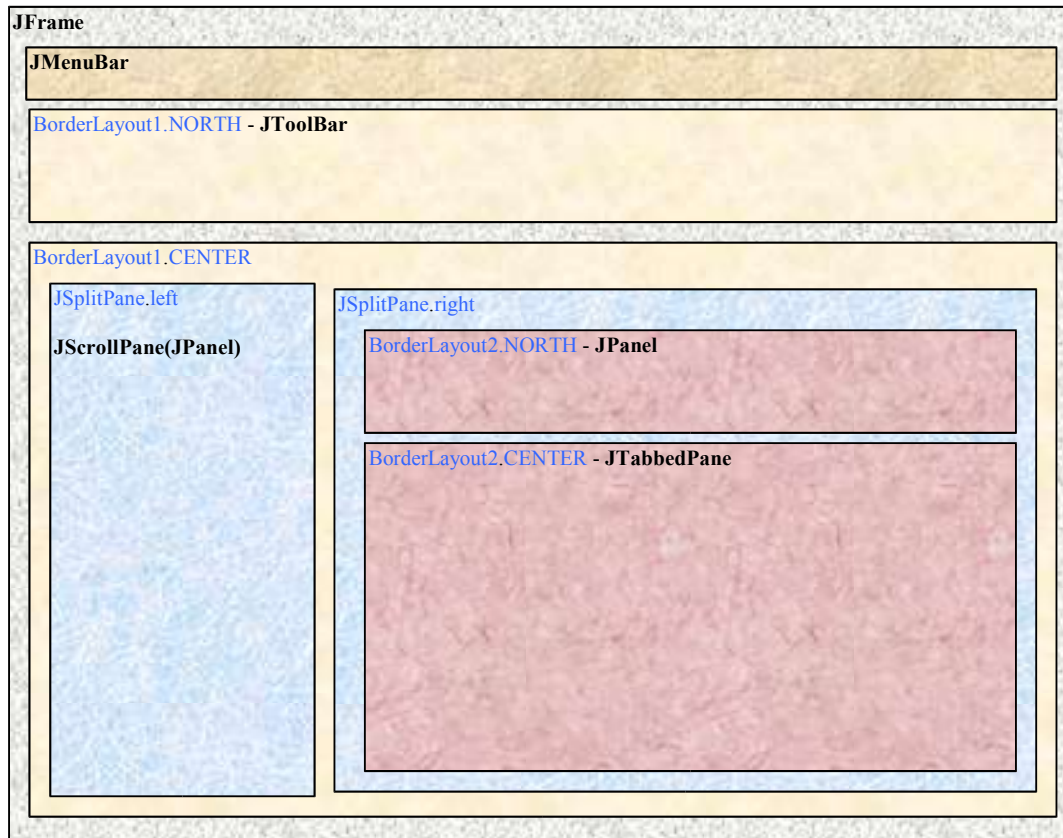 JFrame
JMenuBar
BorderLayout1.NORTH - JToolBar
BorderLayout1.CENTER
JSplitPane.left
JScrollPane(JPanel)
JSplitPane.right
BorderLayout2.NORTH - JPanel
BorderLayout2.CENTER - JTabbedPane